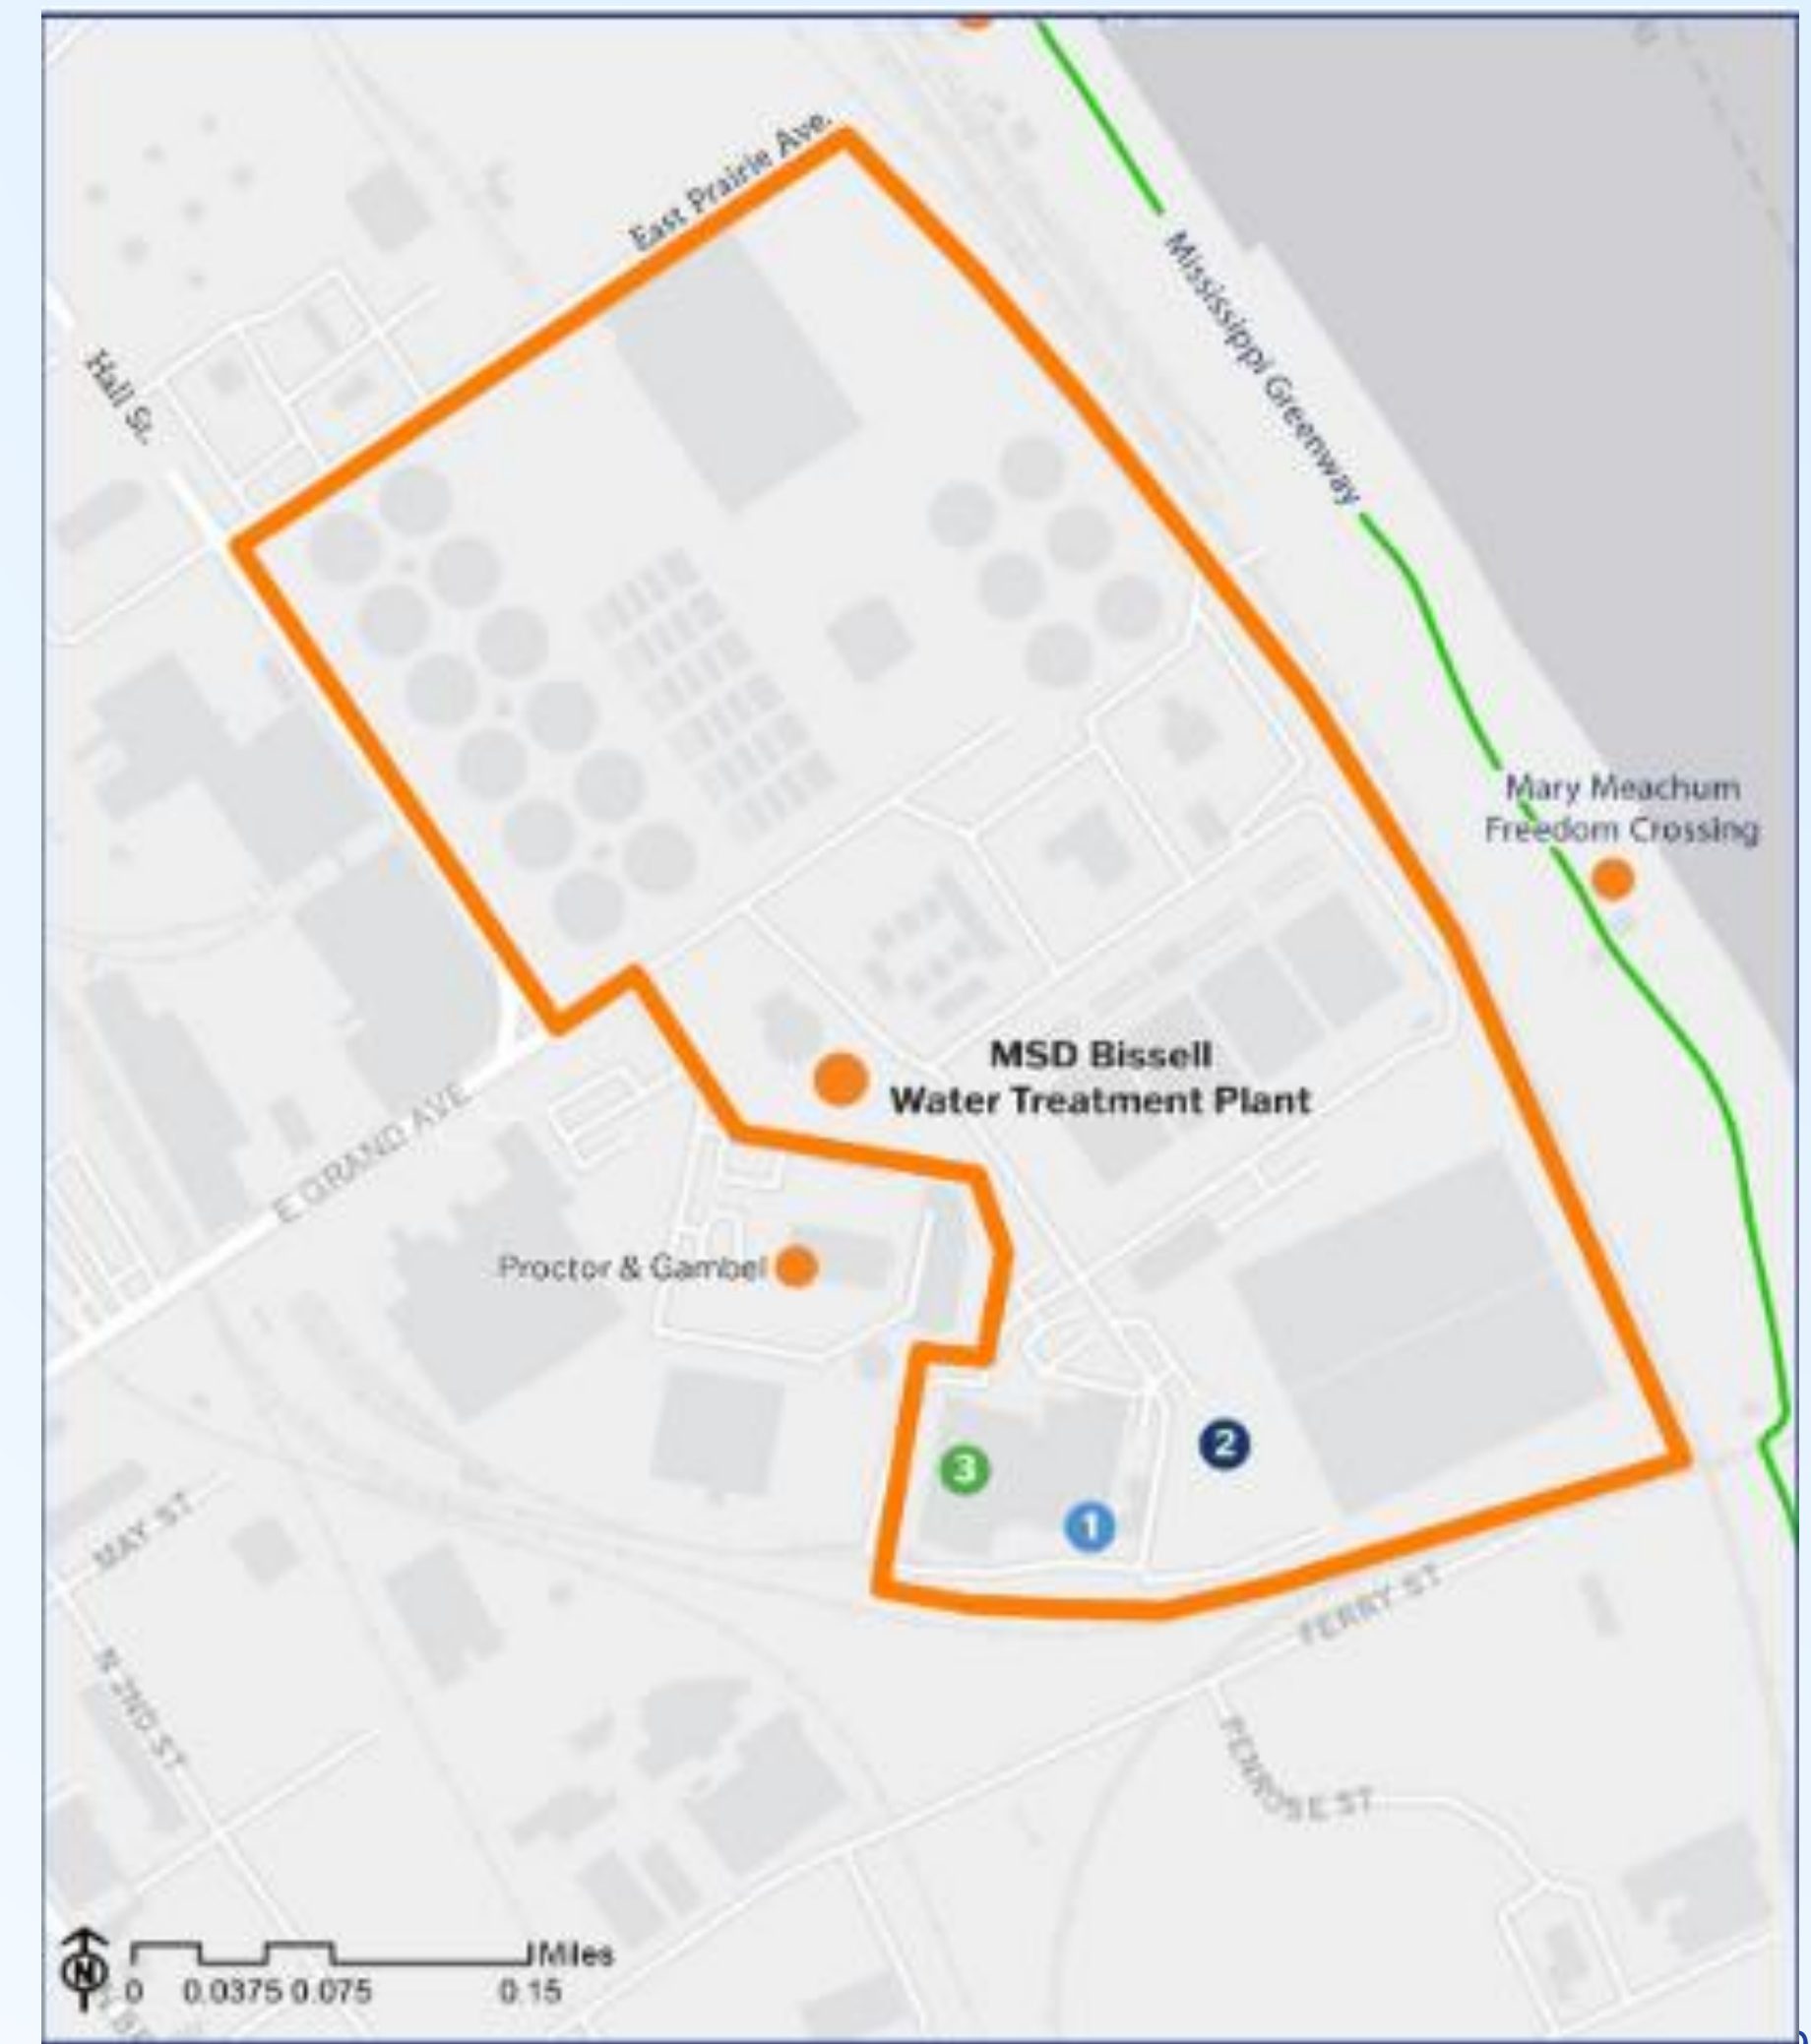 East Prairie Ave.
Hall St.
Mississippi Greenway
Mary Meachum
Freedom Crossing
MSD Bissell
Water Treatment Plant
E GRAND AVE
Proctor & Gambel
2
3
1
MAY ST
FERRY ST
N 2ND ST
PENROSE ST
N
Miles
0 0.0375 0.075 0.15